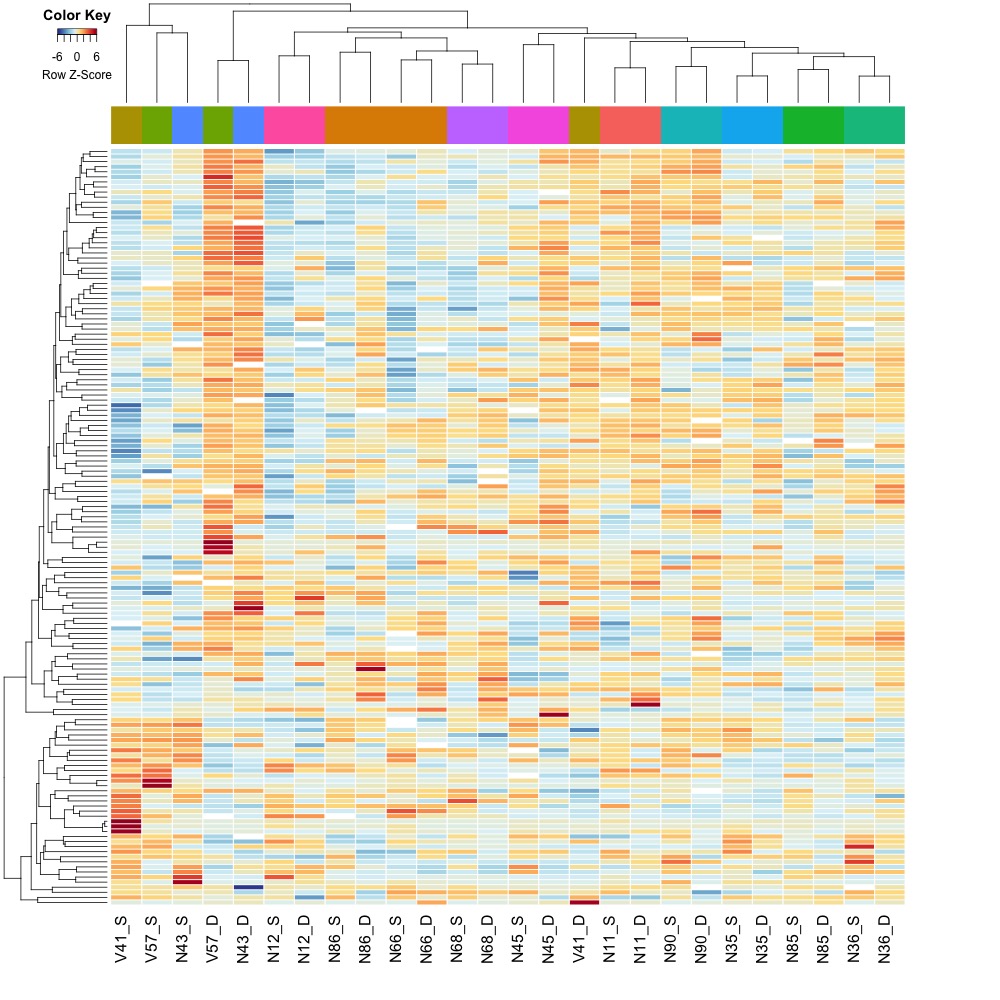 Color Key
-6 0 6
Row Z-Score
V41_S V57_S N43_S V57_D N43_D N12_S N12_D N86_S N86_D N66_S N66_D N68_S N68_D N45_S N45_D V41_D N11_S N11_D N90_S N90_D N35_S N35_D N85_S N85_D N36_S N36_D